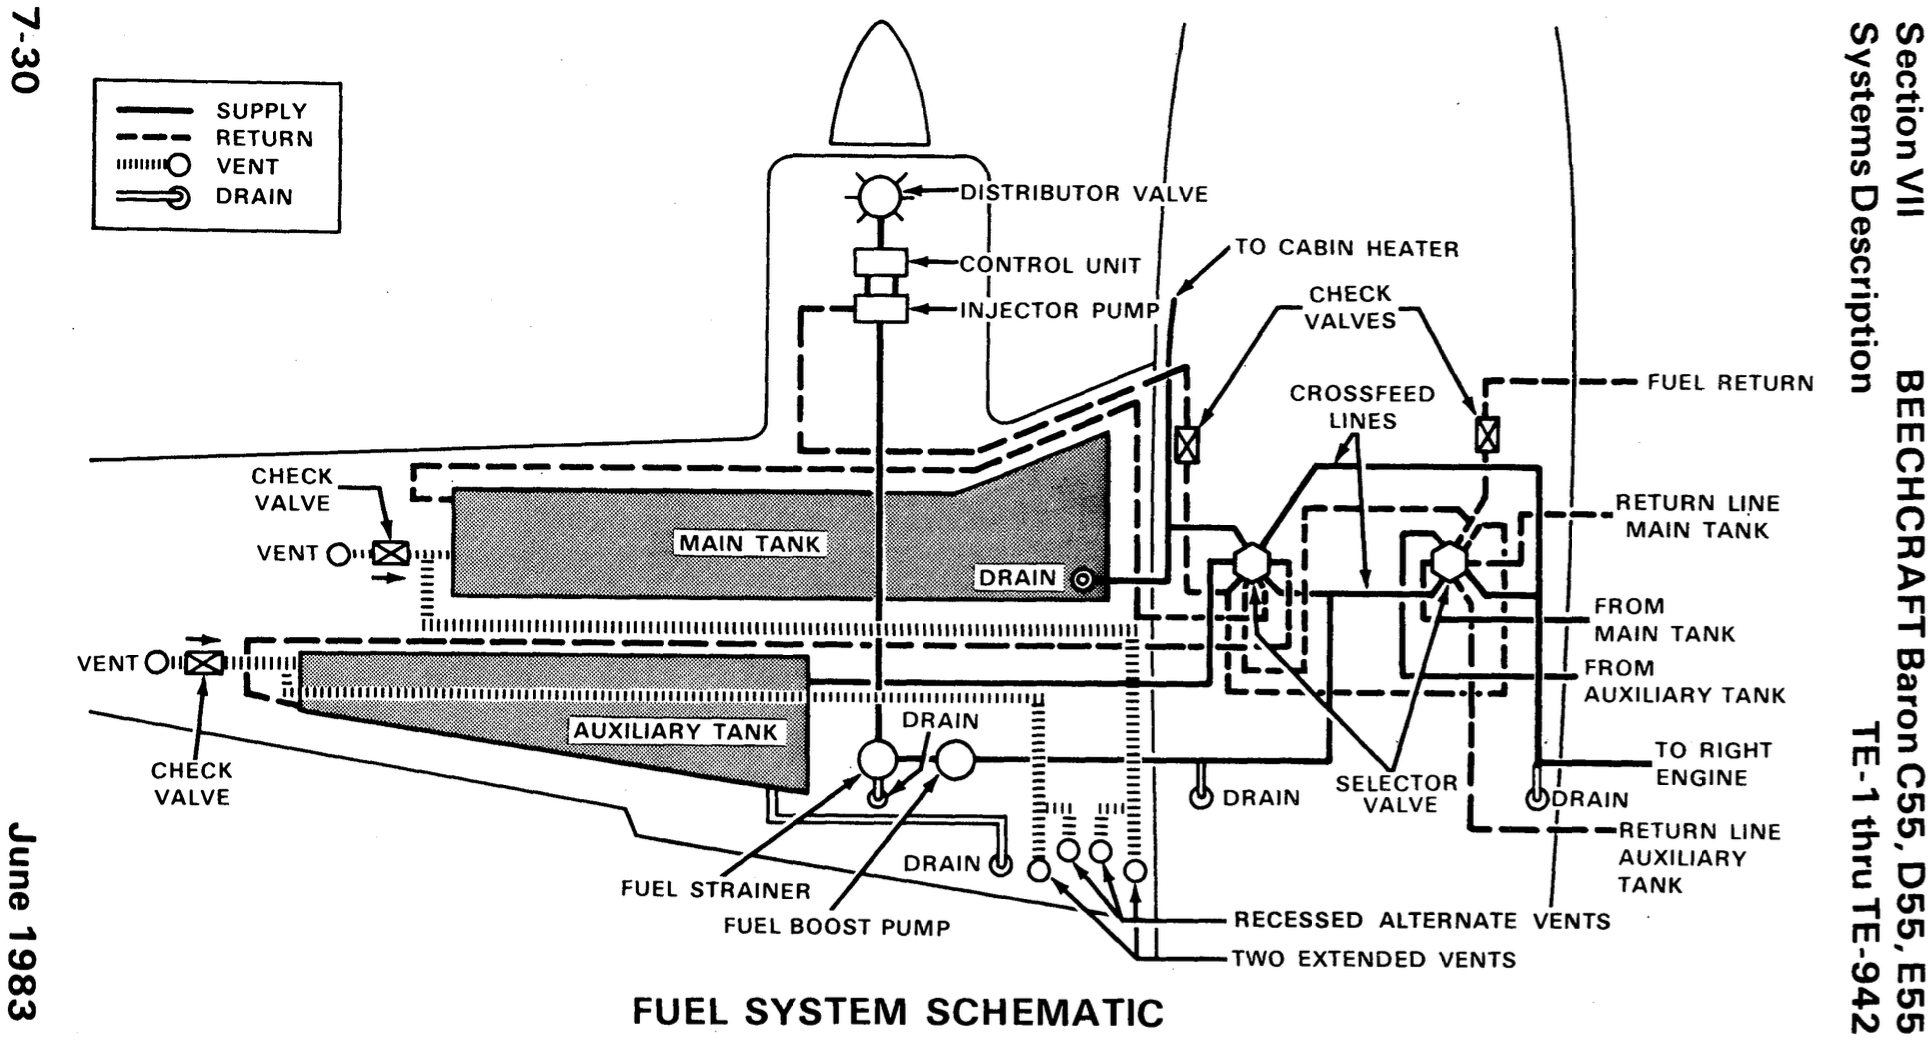 Section VII
Systems Description
BEECHCRAFT Baron C55, D55, E55
TE-1 thru TE-942
SUPPLY
RETURN
VENT
DRAIN
DISTRIBUTOR VALVE
CONTROL UNIT
INJECTOR PUMP
TO CABIN HEATER
CHECK
VALVES
CROSSFEED
LINES
FUEL RETURN
RETURN LINE
MAIN TANK
FROM
MAIN TANK
FROM
AUXILIARY TANK
TO RIGHT
ENGINE
DRAIN
RETURN LINE
AUXILIARY
TANK
SELECTOR
VALVE
DRAIN
CHECK
VALVE
VENT
MAIN TANK
DRAIN
VENT
CHECK
VALVE
AUXILIARY TANK
DRAIN
DRAIN
FUEL STRAINER
FUEL BOOST PUMP
RECESSED ALTERNATE VENTS
TWO EXTENDED VENTS
FUEL SYSTEM SCHEMATIC
7-30
June 1983